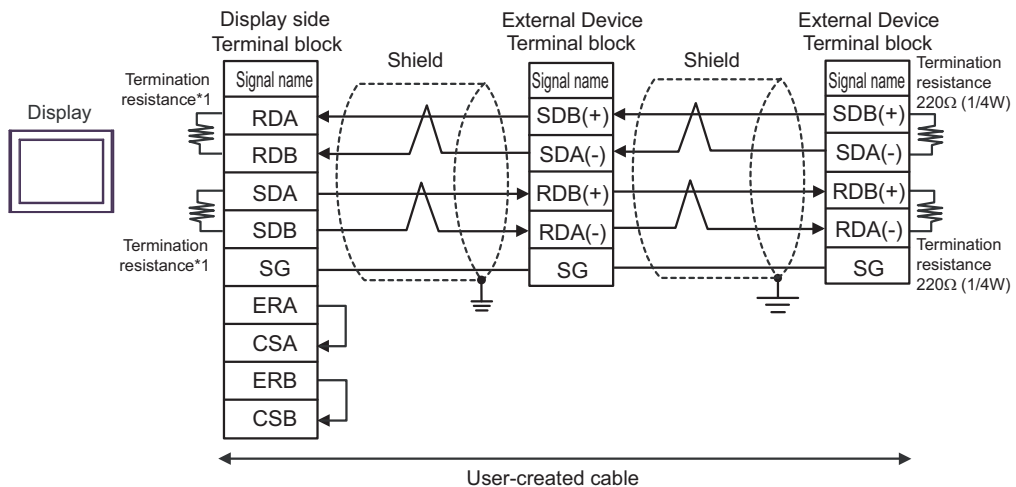 Display side
Terminal block
External Device
Terminal block
External Device
Terminal block
Shield
Shield
Termination
resistance*1
Termination
resistance
220Ω (1/4W)
Display
Signal name
RDA
RDB
SDA
SDB
SG
ERA
CSA
ERB
CSB
Signal name
SDB(+)
SDA(-)
RDB(+)
RDA(-)
SG
Signal name
SDB(+)
SDA(-)
RDB(+)
RDA(-)
SG
Termination
resistance*1
Termination
resistance
220Ω (1/4W)
User-created cable